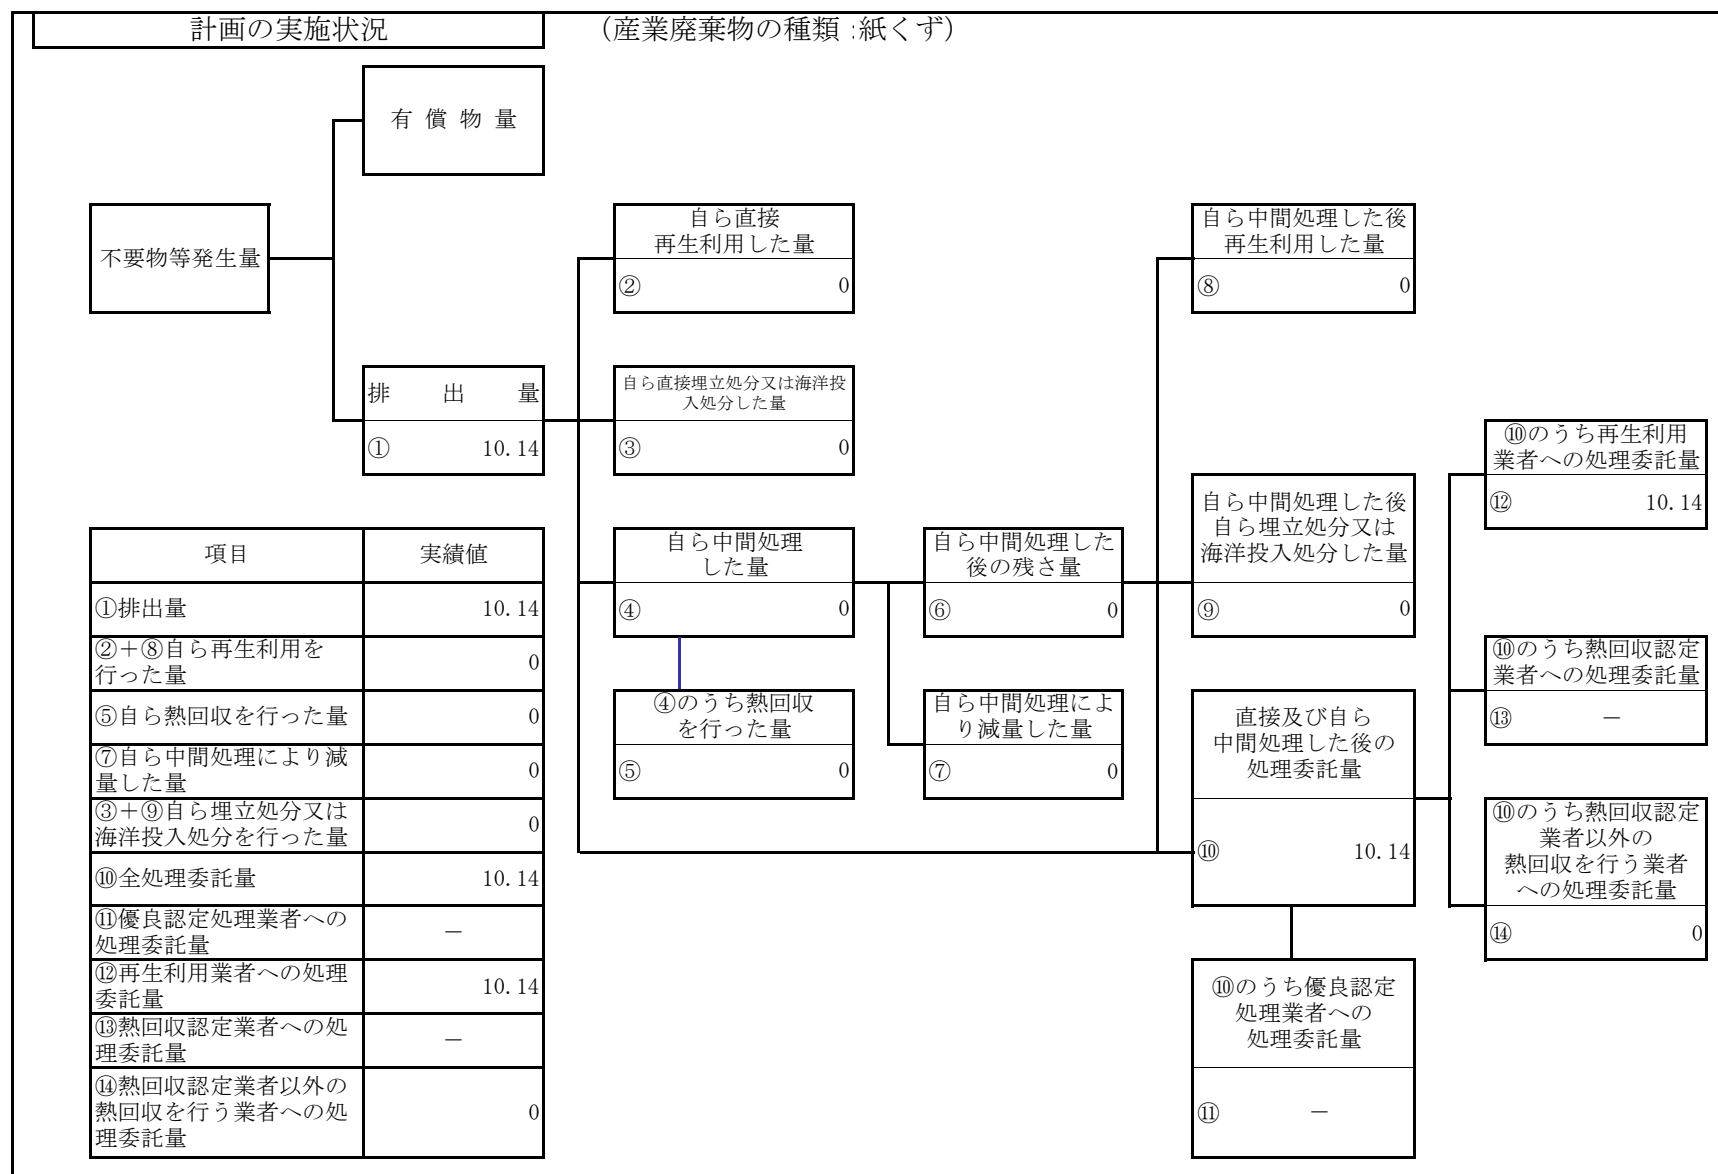 計画の実施状況
（産業廃棄物の種類:紙くず）
有償物量
不要物等発生量
自ら直接
再生利用した量
② 0
自ら中間処理した後
再生利用した量
⑧ 0
排出量
① 10.14
自ら直接埋立処分又は海洋投
入処分した量
③ 0
⑩のうち再生利用
業者への処理委託量
⑫ 10.14
自ら中間処理した後
自ら埋立処分又は
海洋投入処分した量
⑨ 0
自ら中間処理
した量
④ 0
自ら中間処理した
後の残さ量
⑥ 0
④のうち熱回収
を行った量
⑤ 0
自ら中間処理によ
り減量した量
⑦ 0
直接及び自ら
中間処理した後の
処理委託量
⑩ 10.14
⑩のうち熱回収認定
業者への処理委託量
⑬ －
⑩のうち熱回収認定
業者以外の
熱回収を行う業者
への処理委託量
⑭ 0
⑩のうち優良認定
処理業者への
処理委託量
⑪ －
項目 実績値
①排出量 10.14
②＋⑧自ら再生利用を
行った量 0
⑤自ら熱回収を行った量 0
⑦自ら中間処理により減
量した量 0
③＋⑨自ら埋立処分又は
海洋投入処分を行った量 0
⑩全処理委託量 10.14
⑪優良認定処理業者への
処理委託量 －
⑫再生利用業者への処理
委託量 10.14
⑬熱回収認定業者への処
理委託量 －
⑭熱回収認定業者以外の
熱回収を行う業者への処
理委託量 0